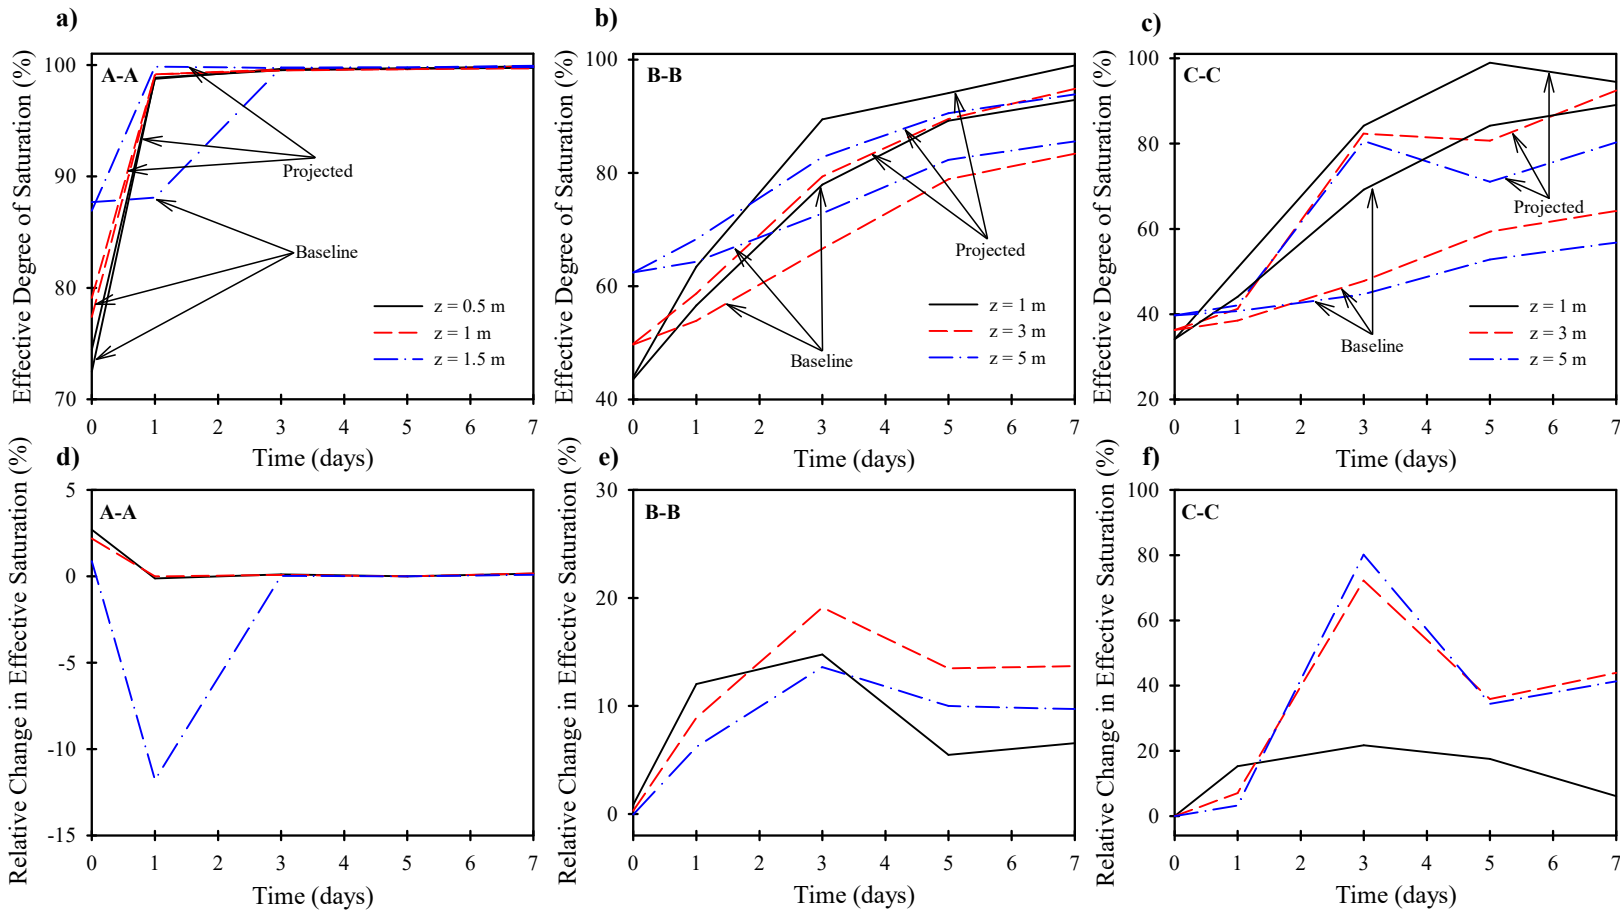 a)
Effective Degree of Saturation (%)
A-A
100
90
80
70
Projected
Baseline
z = 0.5 m
z = 1 m
z = 1.5 m
0 1 2 3 4 5 6 7
Time (days)
b)
Effective Degree of Saturation (%)
B-B
100
80
60
40
Projected
Baseline
z = 1 m
z = 3 m
z = 5 m
0 1 2 3 4 5 6 7
Time (days)
c)
Effective Degree of Saturation (%)
C-C
100
80
60
40
20
Projected
Baseline
z = 1 m
z = 3 m
z = 5 m
0 1 2 3 4 5 6 7
Time (days)
d)
Relative Change in Effective Saturation (%)
A-A
5
0
-5
-10
-15
0 1 2 3 4 5 6 7
Time (days)
e)
Relative Change in Effective Saturation (%)
B-B
30
20
10
0
0 1 2 3 4 5 6 7
Time (days)
f)
Relative Change in Effective Saturation (%)
C-C
100
80
60
40
20
0
0 1 2 3 4 5 6 7
Time (days)